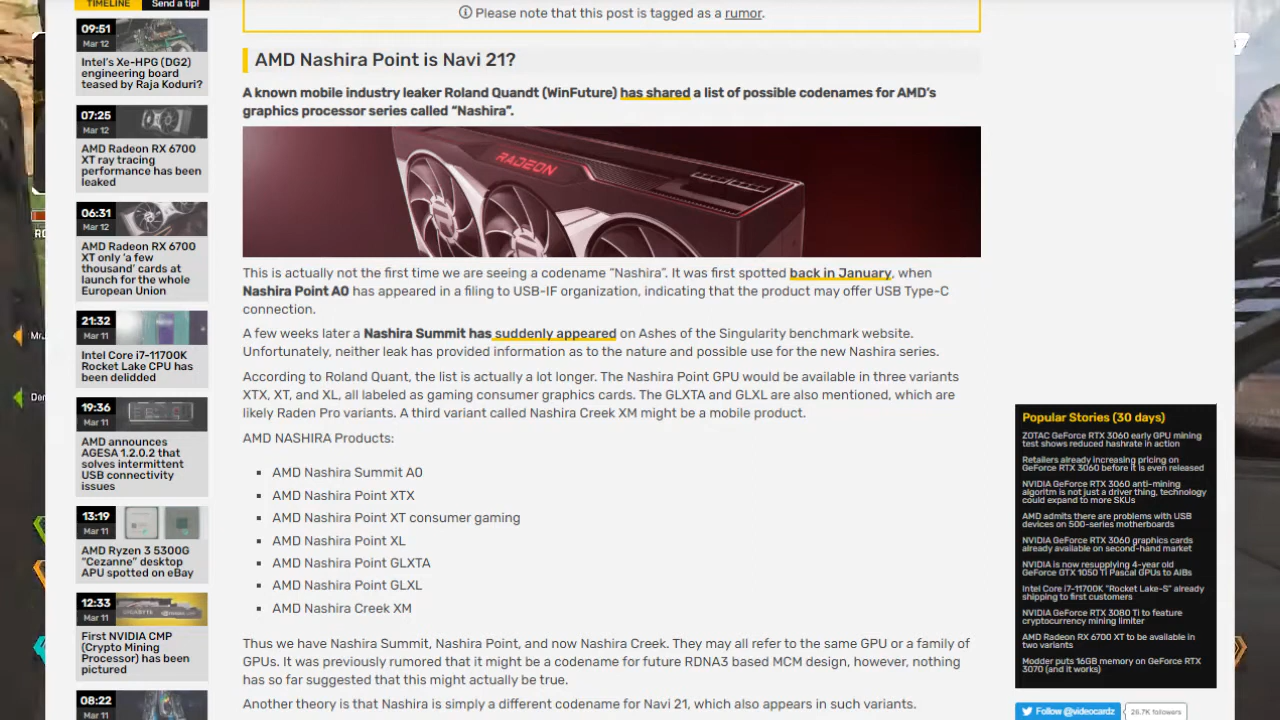 TIMELINE
Send a tip!
09:51
Mar 12
Intel's Xe-HPG (DG2)
engineering board
teased by Raja Koduri?
07:25
Mar 12
AMD Radeon RX 6700
XT ray tracing
performance has been
leaked
06:31
Mar 12
AMD Radeon RX 6700
XT only 'a few
thousand' cards at
launch for the whole
European Union
21:32
Mar 11
Intel Core i7-11700K
Rocket Lake CPU has
been delidded
19:36
Mar 11
AMD announces
AGESA 1.2.0.2 that
solves intermittent
USB connectivity
issues
13:19
Mar 11
AMD Ryzen 3 5300G
"Cezanne" desktop
APU spotted on eBay
12:33
Mar 11
First NVIDIA CMP
(Crypto Mining
Processor) has been
pictured
08:22
Mar 11
Please note that this post is tagged as a rumor.
AMD Nashira Point is Navi 21?
A known mobile industry leaker Roland Quandt (WinFuture) has shared a list of possible codenames for AMD's
graphics processor series called "Nashira".
RADEON
This is actually not the first time we are seeing a codename "Nashira". It was first spotted back in January, when
Nashira Point A0 has appeared in a filing to USB-IF organization, indicating that the product may offer USB Type-C
connection.
A few weeks later a Nashira Summit has suddenly appeared on Ashes of the Singularity benchmark website.
Unfortunately, neither leak has provided information as to the nature and possible use for the new Nashira series.
According to Roland Quant, the list is actually a lot longer. The Nashira Point GPU would be available in three variants
XTX, XT, and XL, all labeled as gaming consumer graphics cards. The GLXTA and GLXL are also mentioned, which are
likely Raden Pro variants. A third variant called Nashira Creek XM might be a mobile product.
AMD NASHIRA Products:
AMD Nashira Summit A0
AMD Nashira Point XTX
AMD Nashira Point XT consumer gaming
AMD Nashira Point XL
AMD Nashira Point GLXTA
AMD Nashira Point GLXL
AMD Nashira Creek XM
Thus we have Nashira Summit, Nashira Point, and now Nashira Creek. They may all refer to the same GPU or a family of
GPUs. It was previously rumored that it might be a codename for future RDNA3 based MCM design, however, nothing
has so far suggested that this might actually be true.
Another theory is that Nashira is simply a different codename for Navi 21, which also appears in such variants.
Popular Stories (30 days)
ZOTAC GeForce RTX 3060 early GPU mining
test shows reduced hashrate in action
Retailers already increasing pricing on
GeForce RTX 3060 before it is even released
NVIDIA GeForce RTX 3060 anti-mining
algoritm is not just a driver thing, technology
could expand to more SKUs
AMD admits there are problems with USB
devices on 500-series motherboards
NVIDIA GeForce RTX 3060 graphics cards
already available on second-hand market
NVIDIA is now resupplying 4-year old
GeForce GTX 1050 Ti Pascal GPUs to AIBs
Intel Core i7-11700K "Rocket Lake-S" already
shipping to first customers
NVIDIA GeForce RTX 3080 Ti to feature
cryptocurrency mining limiter
AMD Radeon RX 6700 XT to be available in
two variants
Modder puts 16GB memory on GeForce RTX
3070 (and it works)
Follow @videocardz
26.7K followers